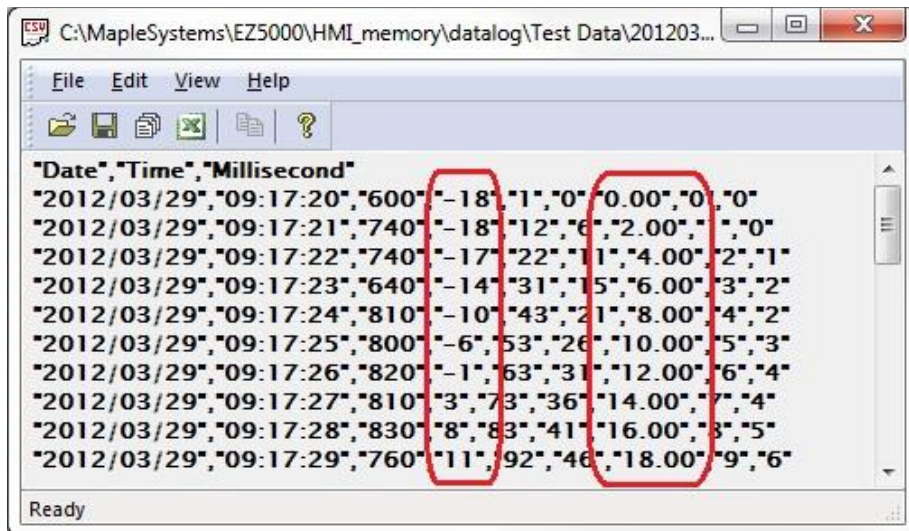 C:\MapleSystems\EZ5000\HMI_memory\datalog\Test Data\201203...
File Edit View Help
"Date","Time","Millisecond"
"2012/03/29","09:17:20","600","-18","1","0","0.00","0","0"
"2012/03/29","09:17:21","740","-18","12","6","2.00"," ","0"
"2012/03/29","09:17:22","740","-17","22","11","4.00","2","1"
"2012/03/29","09:17:23","640","-14","31","15","6.00","3","2"
"2012/03/29","09:17:24","810","-10","43","21","8.00","4","2"
"2012/03/29","09:17:25","800","-6","53","26","10.00","5","3"
"2012/03/29","09:17:26","820","-1","63","31","12.00","6","4"
"2012/03/29","09:17:27","810","3","73","36","14.00","7","4"
"2012/03/29","09:17:28","830","8","83","41","16.00","8","5"
"2012/03/29","09:17:29","760","11","92","46","18.00","9","6"
Ready